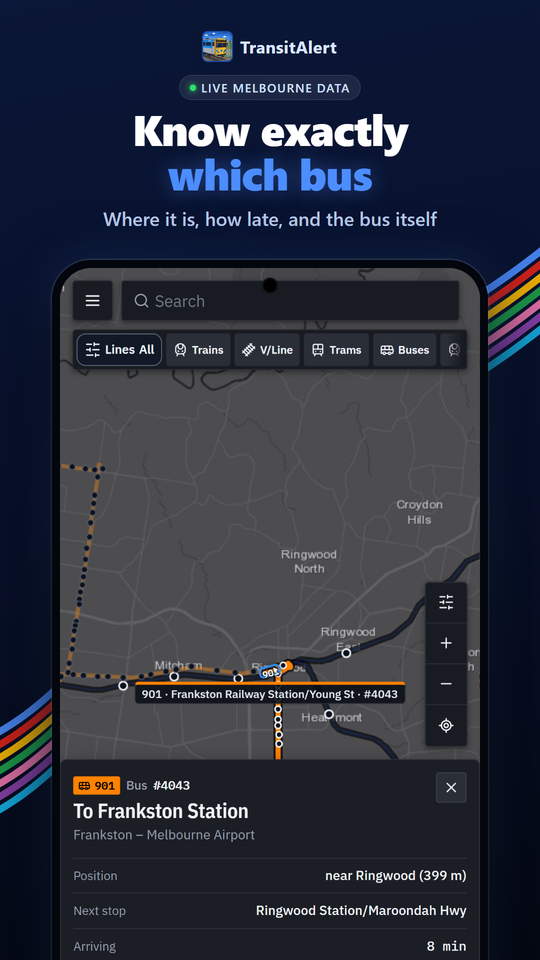 TransitAlert
LIVE MELBOURNE DATA
Know exactly
which bus
Where it is, how late, and the bus itself
Search
Lines All
Trains
V/Line
Trams
Buses
Croydon
Hills
Ringwood
North
Ringwood
Mitcham
901
901 · Frankston Railway Station/Young St · #4043
901 Bus #4043
To Frankston Station
Frankston – Melbourne Airport
Position near Ringwood (399 m)
Next stop Ringwood Station/Maroondah Hwy
Arriving 8 min